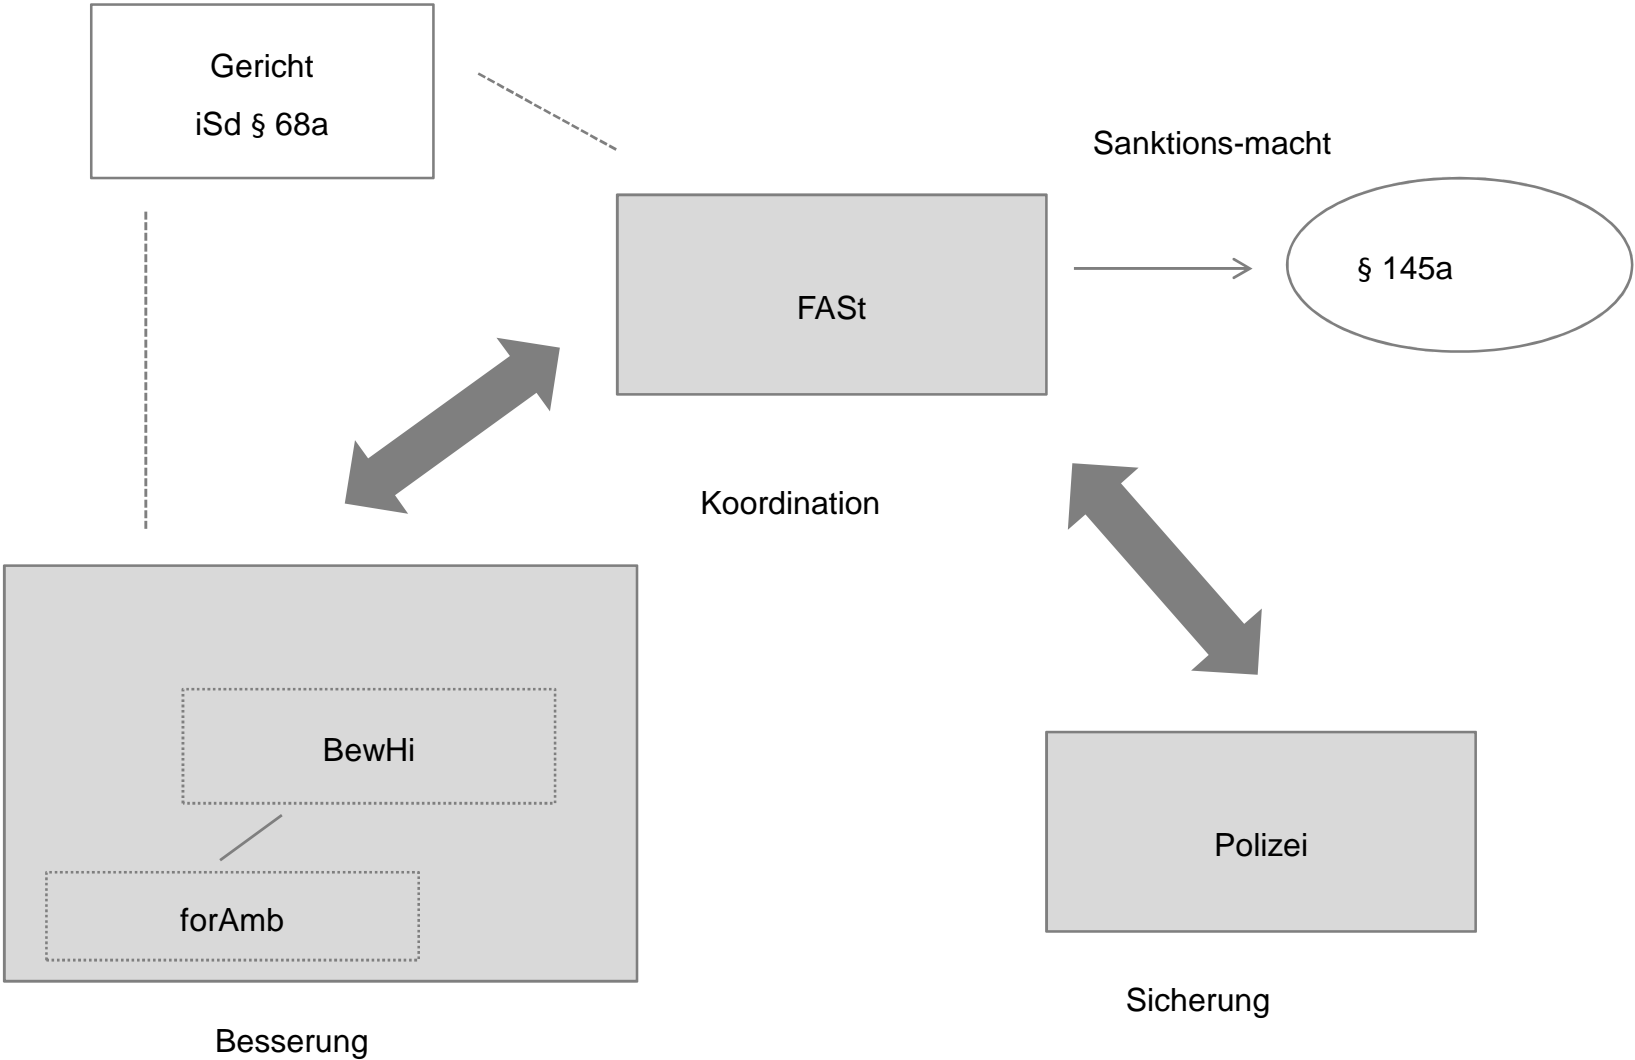 Gericht
iSd § 68a
Sanktions-macht
FASt
§ 145a
Koordination
BewHi
forAmb
Polizei
Sicherung
Besserung